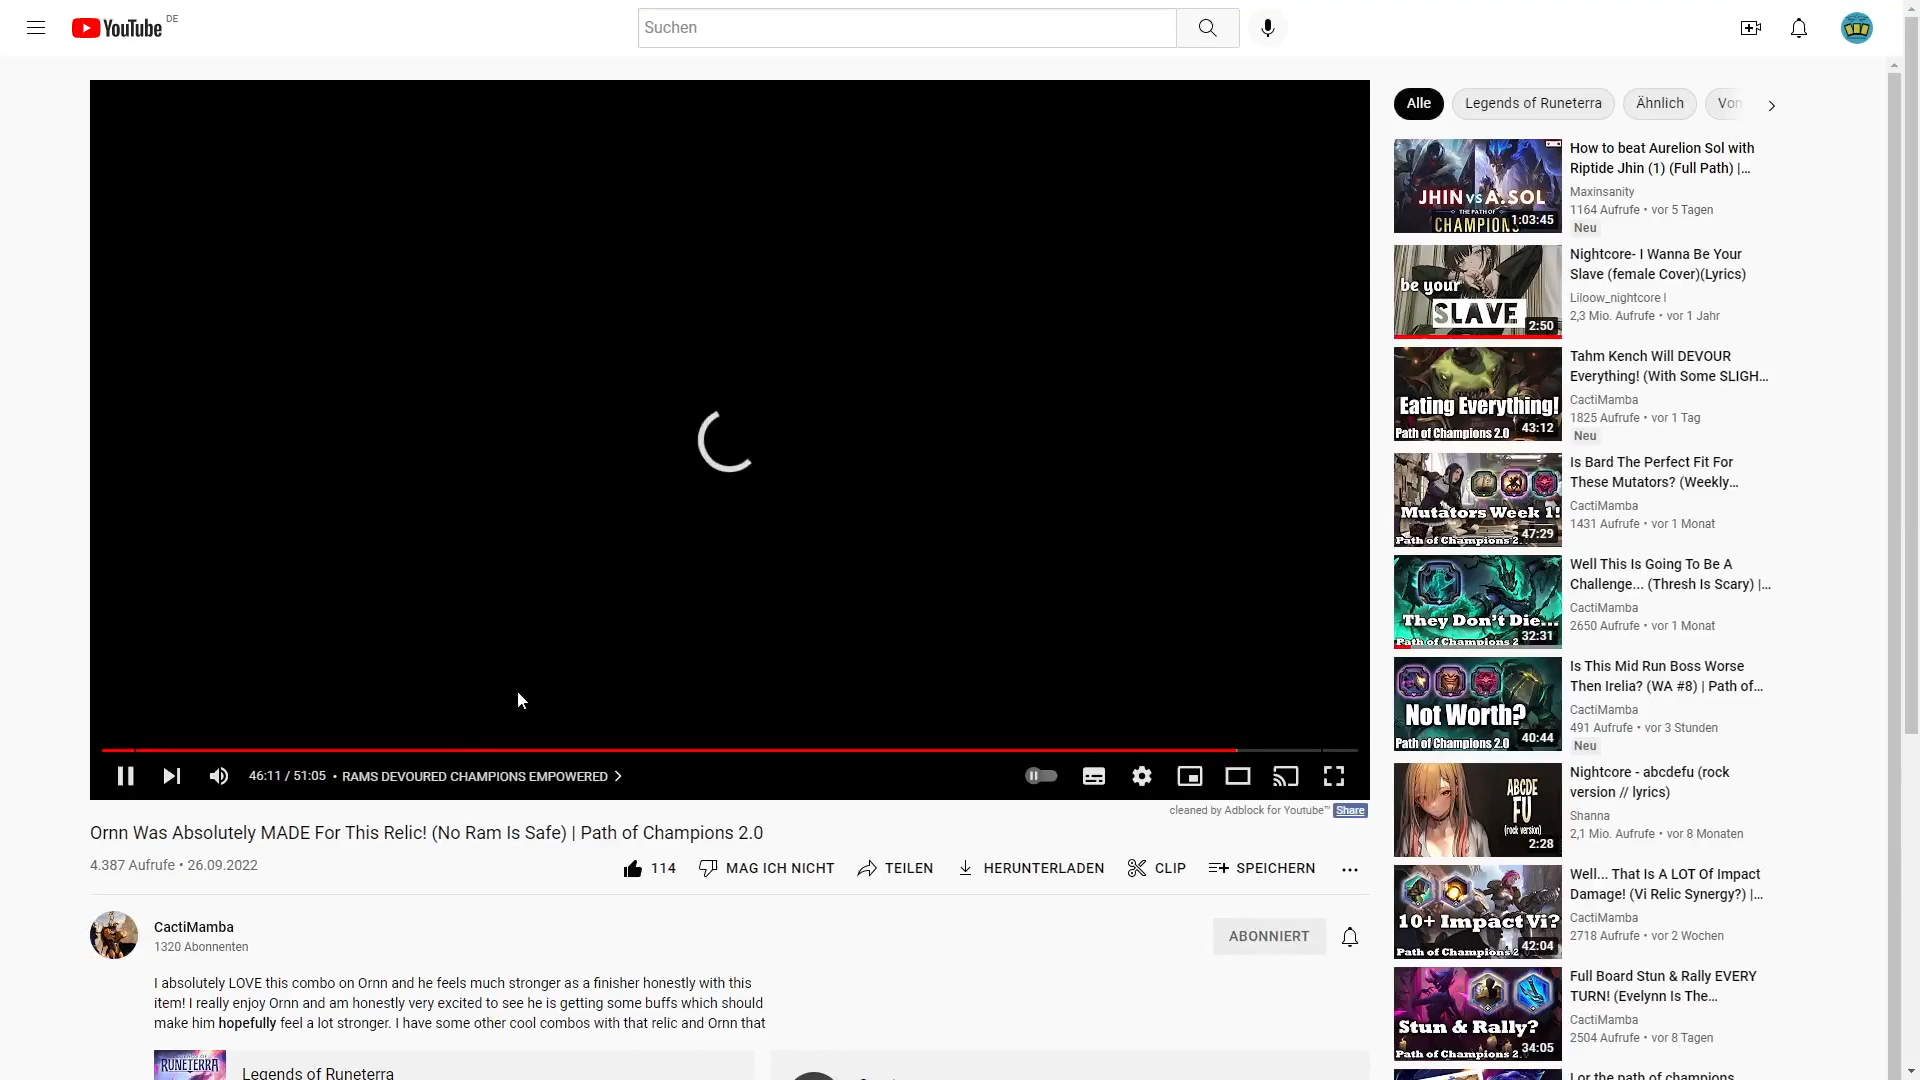 YouTube DE
Suchen
Alle
Legends of Runeterra
Ähnlich
Von
JHIN VS A.SOL
THE PATH OF
CHAMPIONS
1:03:45
How to beat Aurelion Sol with
Riptide Jhin (1) (Full Path) |...
Maxinsanity
1164 Aufrufe • vor 5 Tagen
Neu
be your
SLAVE
2:50
Nightcore- I Wanna Be Your
Slave (female Cover)(Lyrics)
Liloow_nightcore I
2,3 Mio. Aufrufe • vor 1 Jahr
Eating Everything!
Path of Champions 2.0
43:12
Tahm Kench Will DEVOUR
Everything! (With Some SLIGH...
CactiMamba
1825 Aufrufe • vor 1 Tag
Neu
Mutators Week 1!
Path of Champions 2.
47:29
Is Bard The Perfect Fit For
These Mutators? (Weekly...
CactiMamba
1431 Aufrufe • vor 1 Monat
They Don't Die...
Path of Champions 2
32:31
Well This Is Going To Be A
Challenge... (Thresh Is Scary) |...
CactiMamba
2650 Aufrufe • vor 1 Monat
Not Worth?
Path of Champions 2.0
40:44
Is This Mid Run Boss Worse
Then Irelia? (WA #8) | Path of...
CactiMamba
491 Aufrufe • vor 3 Stunden
Neu
ABCDE
FU
(rock version)
2:28
Nightcore - abcdefu (rock
version // lyrics)
Shanna
2,1 Mio. Aufrufe • vor 8 Monaten
10+ Impact Vi?
Path of Champions 2
42:04
Well... That Is A LOT Of Impact
Damage! (Vi Relic Synergy?) |...
CactiMamba
2718 Aufrufe • vor 2 Wochen
Stun & Rally?
Path of Champions 2.
34:05
Full Board Stun & Rally EVERY
TURN! (Evelynn Is The...
CactiMamba
2504 Aufrufe • vor 8 Tagen
Lor the path of champions
46:11 / 51:05 • RAMS DEVOURED CHAMPIONS EMPOWERED
cleaned by Adblock for Youtube™ Share
Ornn Was Absolutely MADE For This Relic! (No Ram Is Safe) | Path of Champions 2.0
4.387 Aufrufe • 26.09.2022
114
MAG ICH NICHT
TEILEN
HERUNTERLADEN
CLIP
SPEICHERN
CactiMamba
1320 Abonnenten
ABONNIERT
I absolutely LOVE this combo on Ornn and he feels much stronger as a finisher honestly with this
item! I really enjoy Ornn and am honestly very excited to see he is getting some buffs which should
make him hopefully feel a lot stronger. I have some other cool combos with that relic and Ornn that
RUNETERRA
Legends of Runeterra